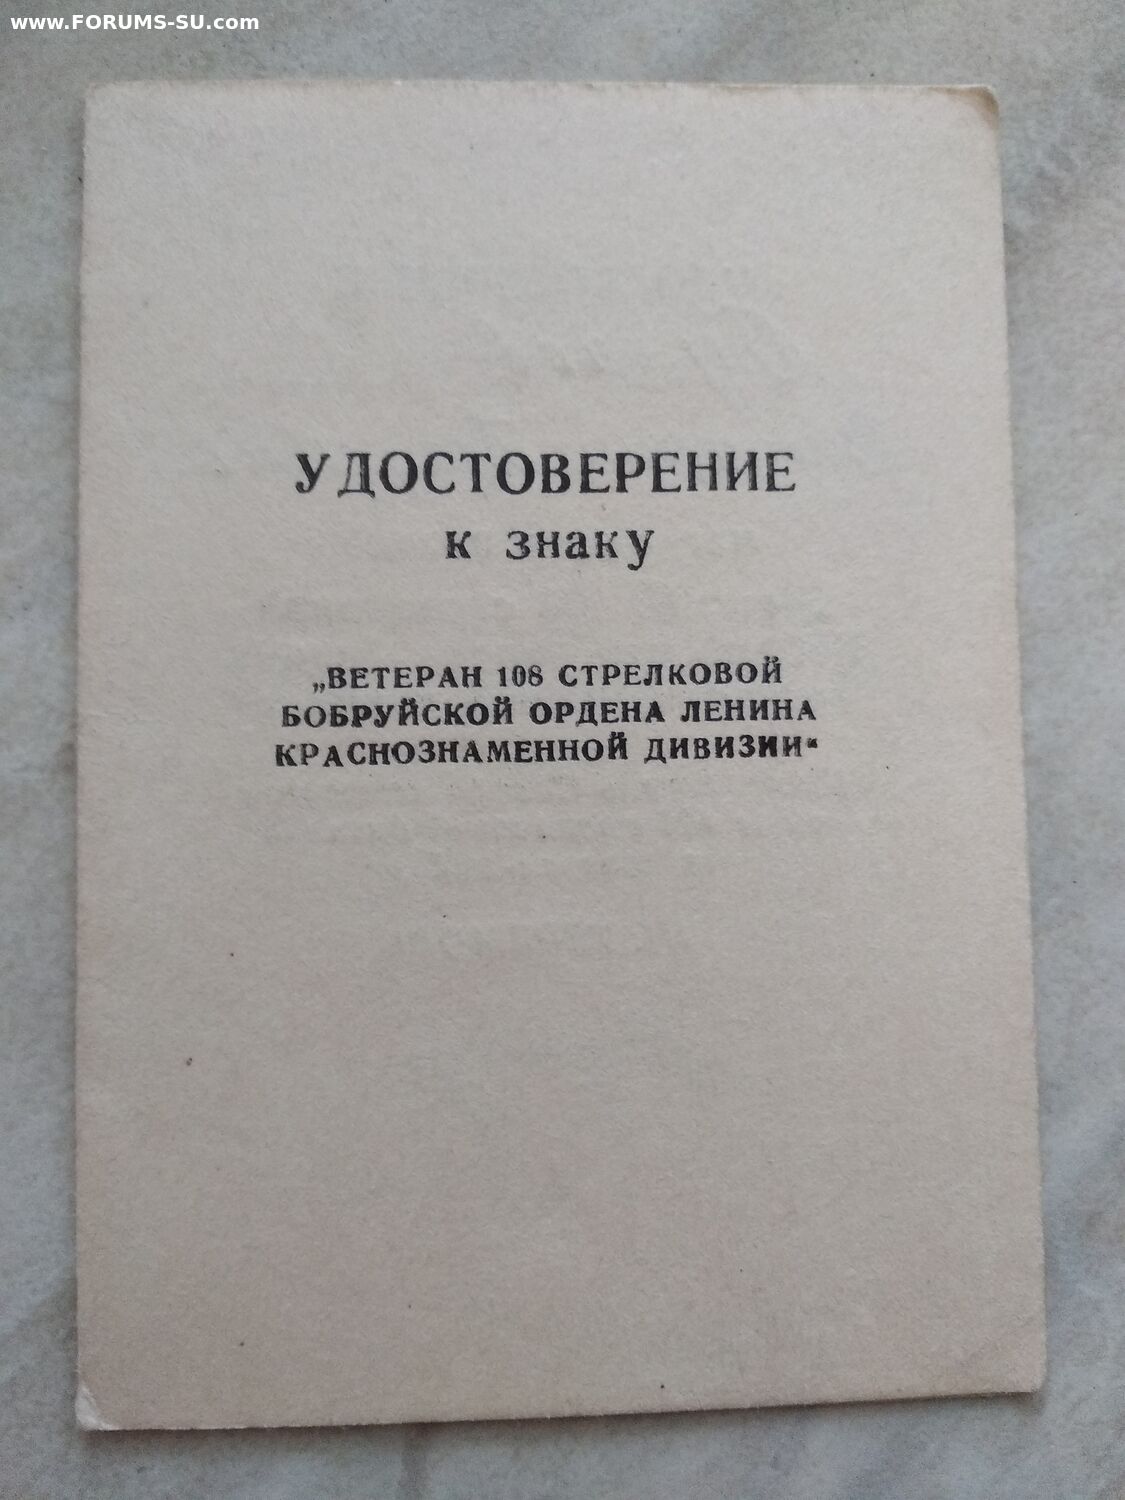 www.FORUMS-SU.com
УДОСТОВЕРЕНИЕ
к знаку
„ВЕТЕРАН 108 СТРЕЛКОВОЙ
БОБРУЙСКОЙ ОРДЕНА ЛЕНИНА
КРАСНОЗНАМЕННОЙ ДИВИЗИИ“